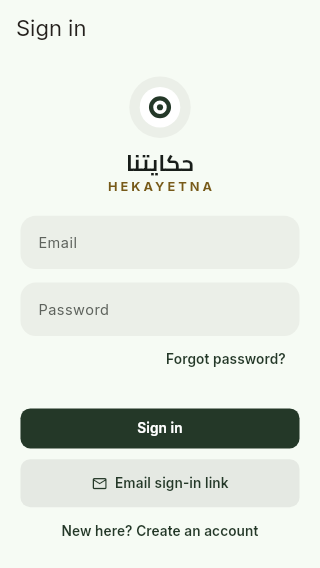 Sign in
حكايتنا
HEKAYETNA
Email
Password
Forgot password?
Sign in
Email sign-in link
New here? Create an account